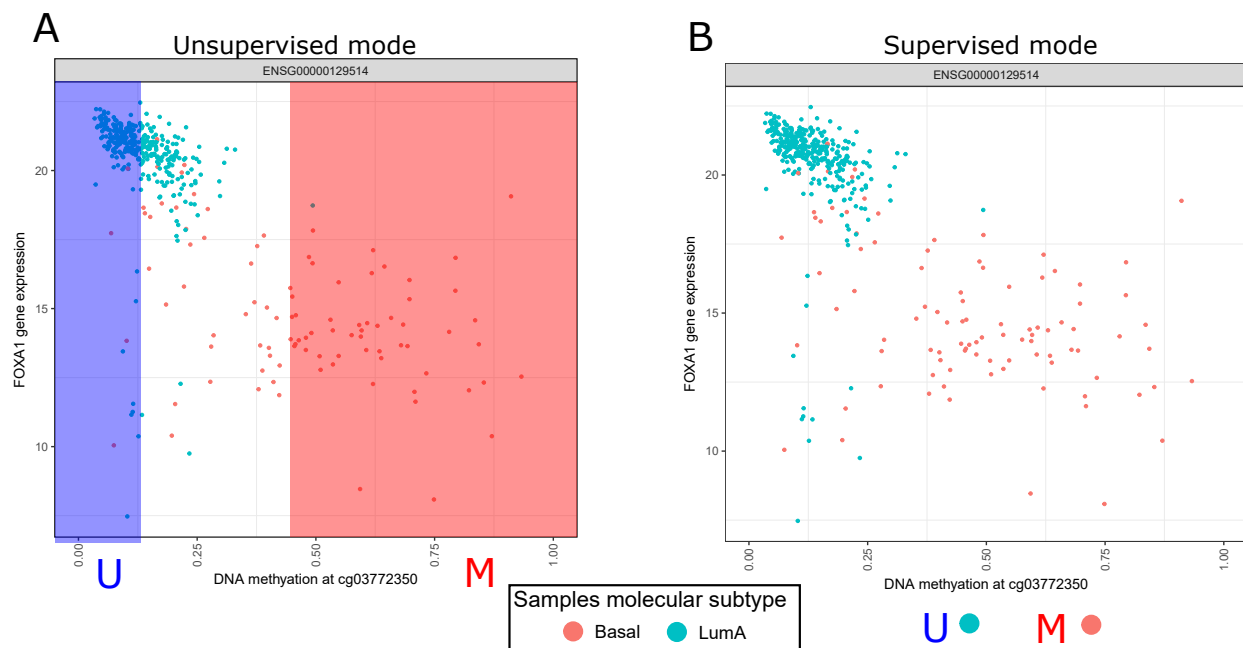 A
Unsupervised mode
ENSG00000129514
FOXA1 gene expression
20
15
10
0.00
0.25
0.50
0.75
1.00
DNA methyation at cg03772350
U
M
B
Supervised mode
ENSG00000129514
FOXA1 gene expression
20
15
10
0.00
0.25
0.50
0.75
1.00
DNA methyation at cg03772350
U
M
Samples molecular subtype
Basal
LumA